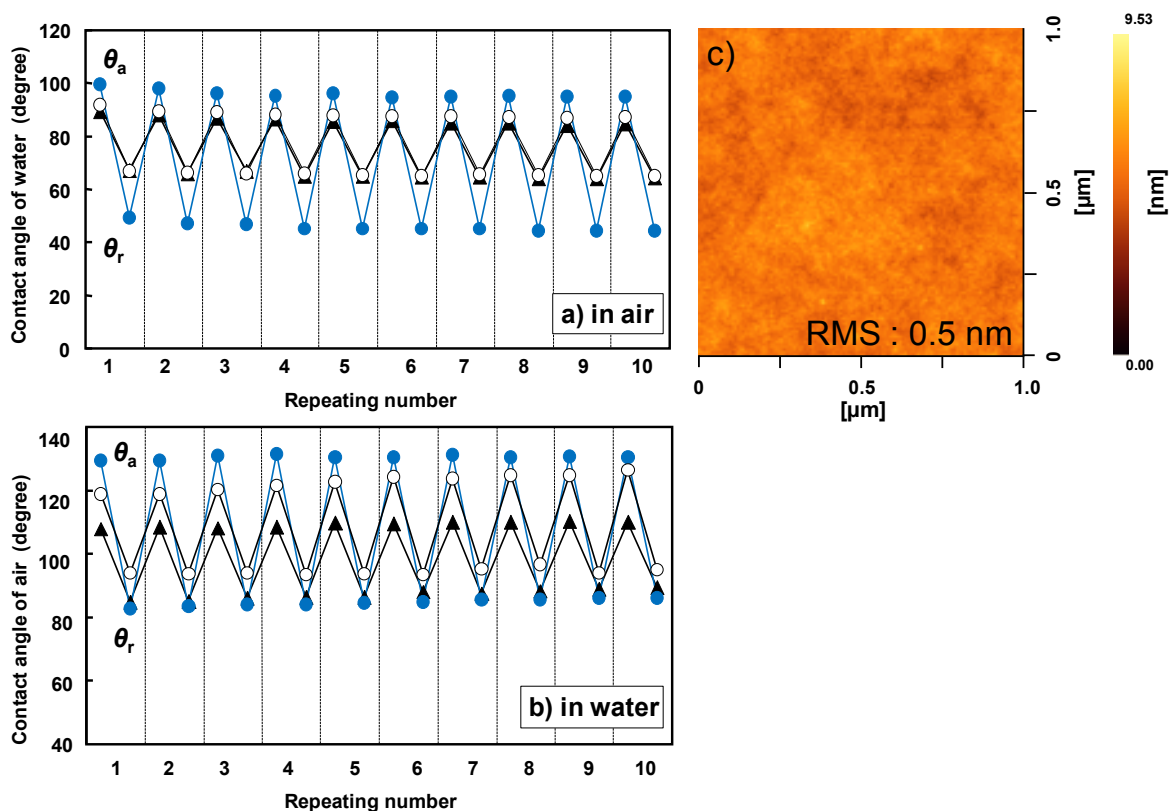 120
100
80
60
40
20
0
Contact angle of water (degree)
θa
θr
a) in air
1 2 3 4 5 6 7 8 9 10
Repeating number
c)
RMS : 0.5 nm
1.0
0.5
0
[µm]
0 0.5 1.0
[µm]
9.53
[nm]
0.00
140
120
100
80
60
40
Contact angle of air (degree)
θa
θr
b) in water
1 2 3 4 5 6 7 8 9 10
Repeating number